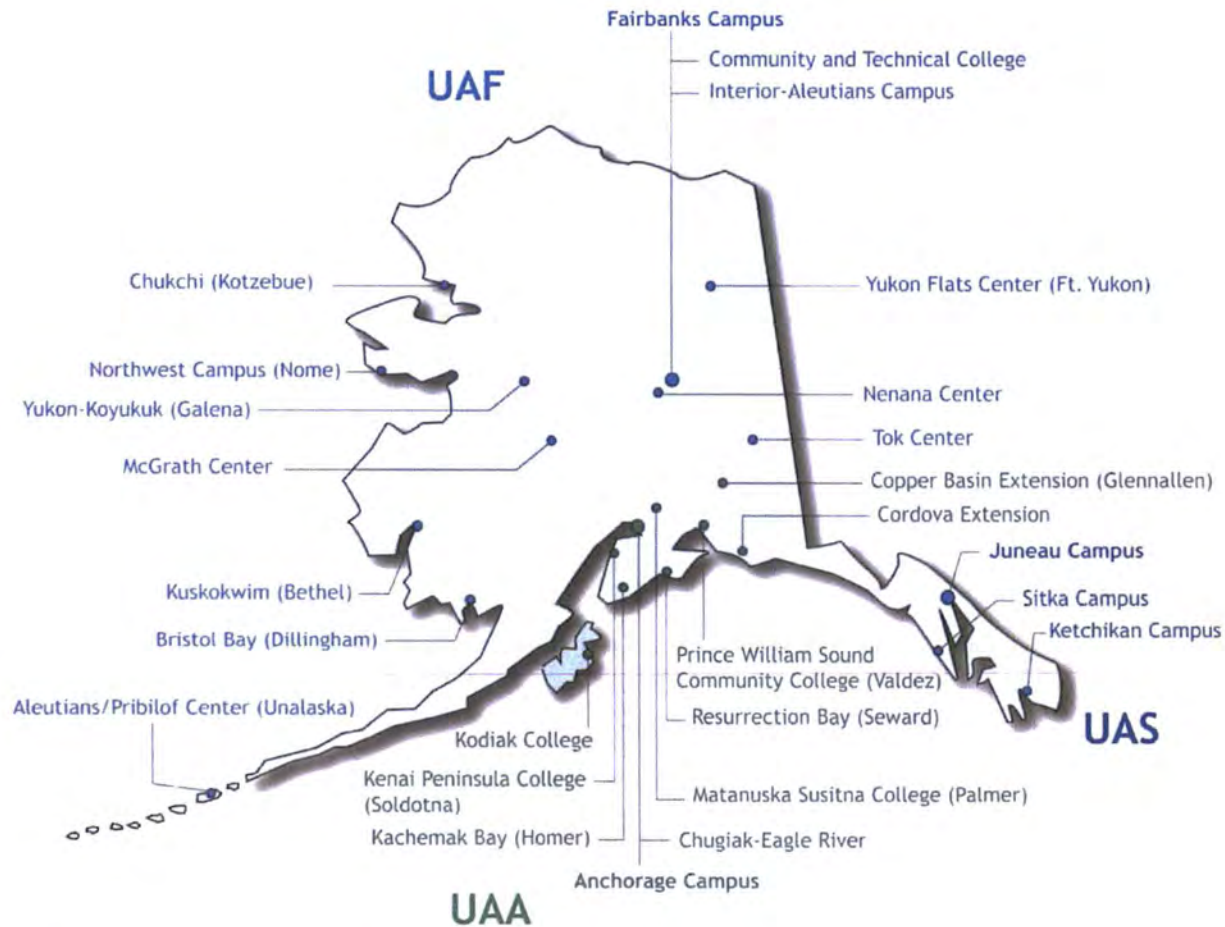 Fairbanks Campus
Community and Technical College
UAF
Interior-Aleutians Campus
Chukchi (Kotzebue)
Yukon Flats Center (Ft. Yukon)
Northwest Campus (Nome)
Nenana Center
Yukon-Koyukuk (Galena)
Tok Center
McGrath Center
Copper Basin Extension (Glennallen)
Cordova Extension
Juneau Campus
Kuskokwim (Bethel)
Sitka Campus
Bristol Bay (Dillingham)
Ketchikan Campus
Prince William Sound
Community College (Valdez)
Aleutians/Pribilof Center (Unalaska)
Resurrection Bay (Seward)
UAS
Kodiak College
Kenai Peninsula College
(Soldotna)
Matanuska Susitna College (Palmer)
Kachemak Bay (Homer)
Chugiak-Eagle River
Anchorage Campus
UAA